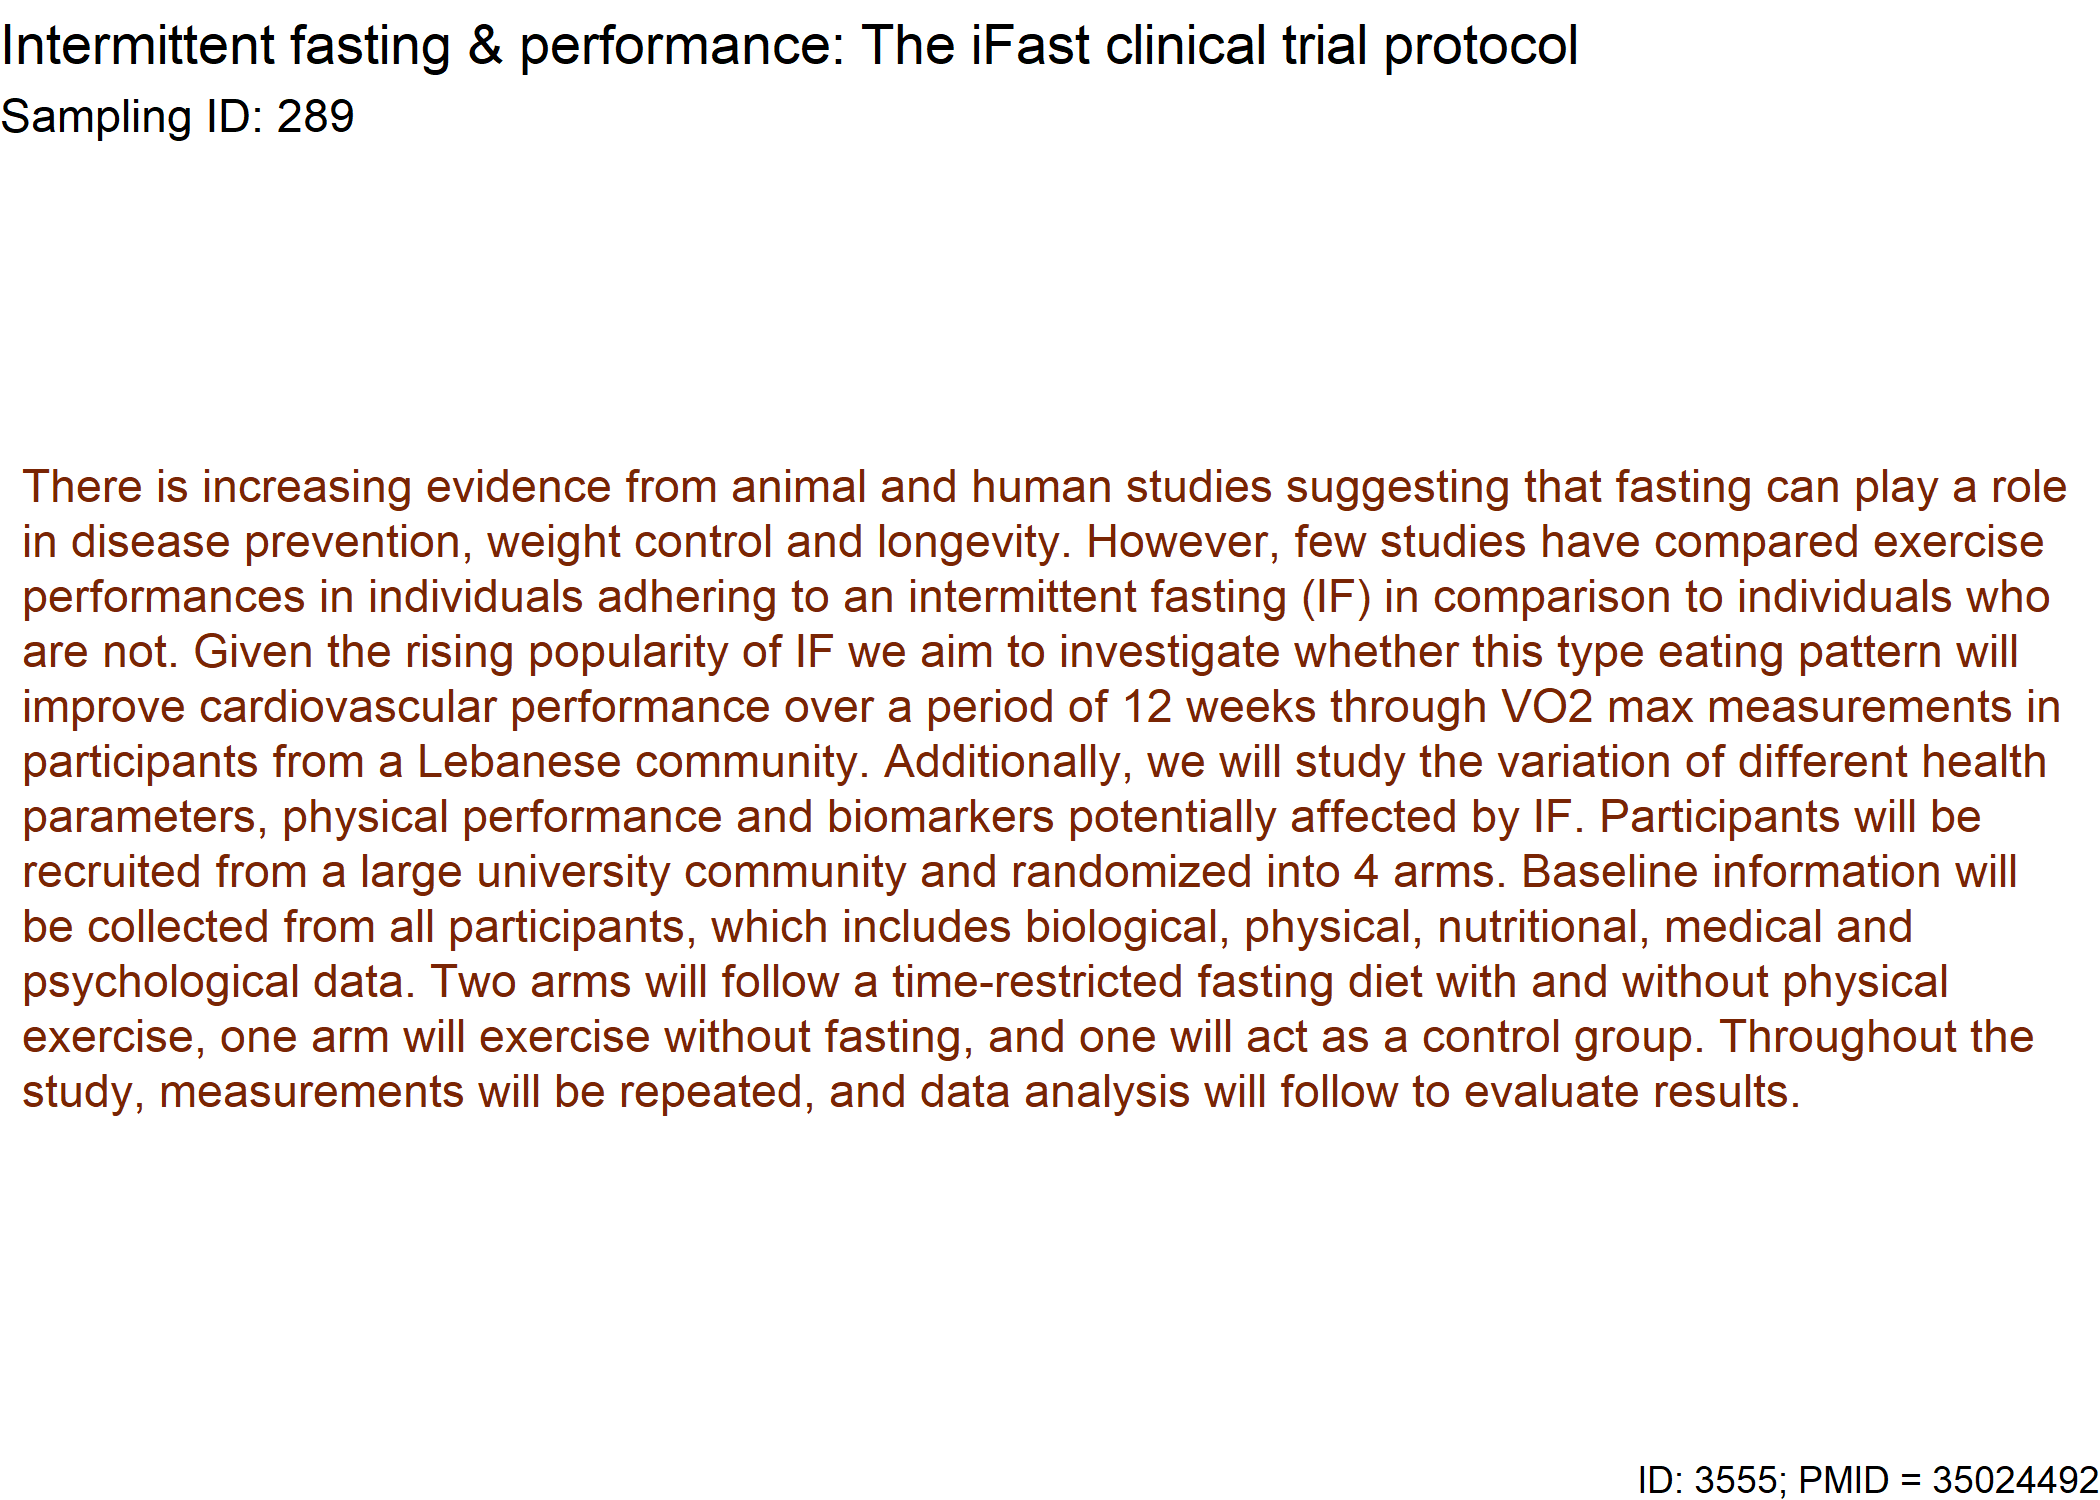 Intermittent fasting & performance: The iFast clinical trial protocol
Sampling ID: 289
There is increasing evidence from animal and human studies suggesting that fasting can play a role
in disease prevention, weight control and longevity. However, few studies have compared exercise
performances in individuals adhering to an intermittent fasting (IF) in comparison to individuals who
are not. Given the rising popularity of IF we aim to investigate whether this type eating pattern will
improve cardiovascular performance over a period of 12 weeks through VO2 max measurements in
participants from a Lebanese community. Additionally, we will study the variation of different health
parameters, physical performance and biomarkers potentially affected by IF. Participants will be
recruited from a large university community and randomized into 4 arms. Baseline information will
be collected from all participants, which includes biological, physical, nutritional, medical and
psychological data. Two arms will follow a time-restricted fasting diet with and without physical
exercise, one arm will exercise without fasting, and one will act as a control group. Throughout the
study, measurements will be repeated, and data analysis will follow to evaluate results.
ID: 3555; PMID = 35024492